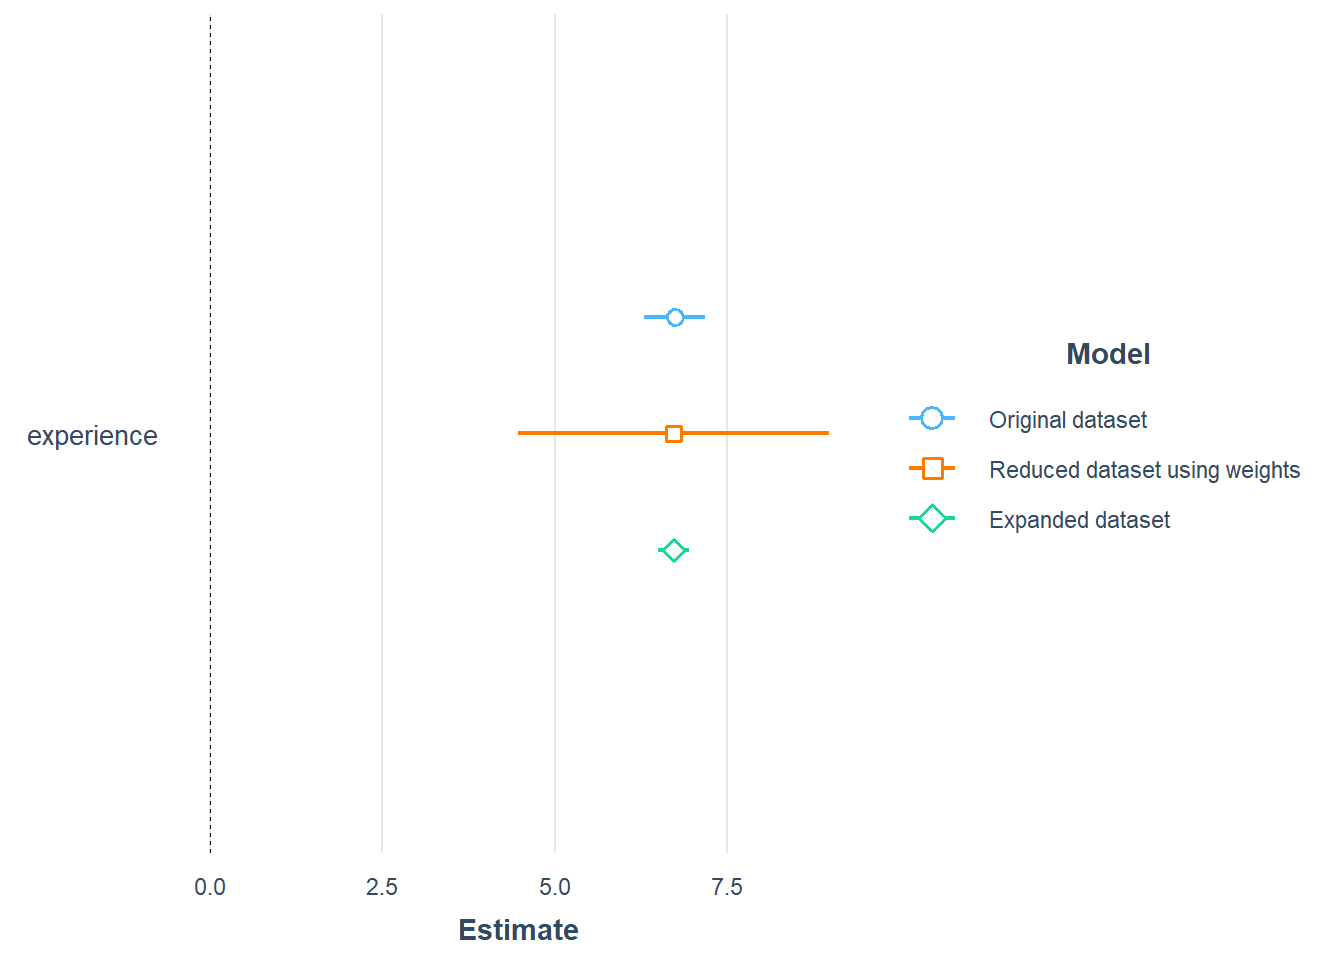 experience
0.0
2.5
5.0
7.5
Estimate
Model
Original dataset
Reduced dataset using weights
Expanded dataset